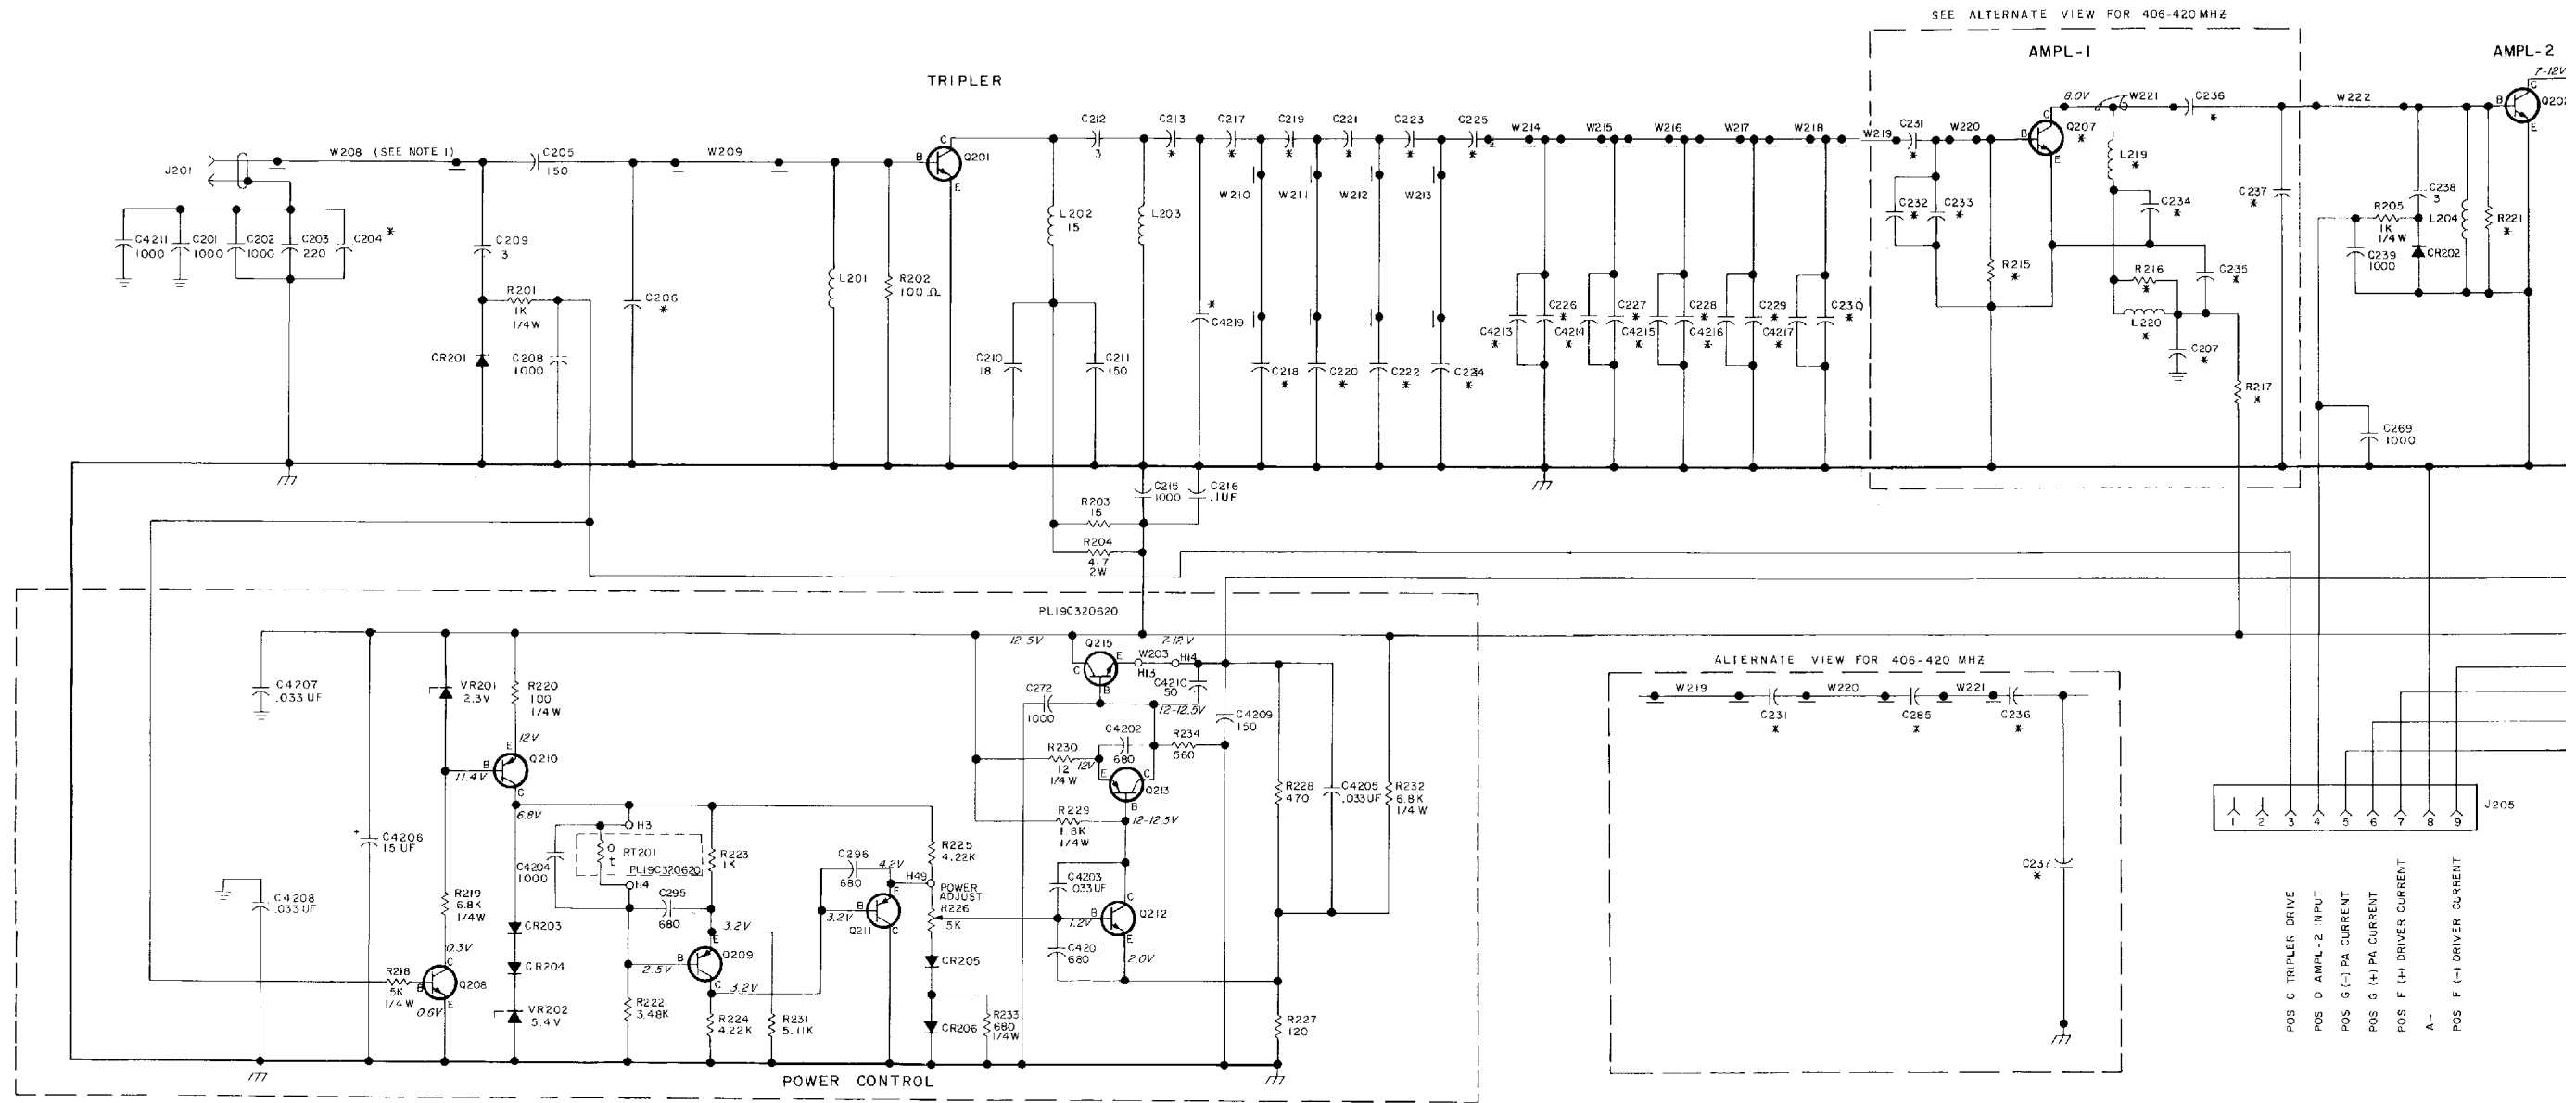 SEE ALTERNATE VIEW FOR 406-420 MHZ
AMPL-1
AMPL-2
TRIPLER
7-12V
J201
W208 (SEE NOTE 1)
C205
150
W209
B
C
E
Q201
C212
3
C213
*
C217
*
C219
*
C221
*
C223
*
C225
*
W214
W215
W216
W217
W218
W219
C231
*
W220
B
C
E
8.0V
Q207
*
W221
C236
*
W222
B
C
E
C4211
1000
C201
1000
C202
1000
C203
220
C204 *
C209
3
R201
1K
1/4W
CR201
C208
1000
C206
*
L201
R202
100Ω
L202
15
L203
C210
18
C211
150
*
C4219
W210
W211
W212
W213
C218
*
C220
*
C222
*
C224
*
C4213
*
C226
*
C4214
*
C227
*
C4215
*
C228
*
C4216
*
C229
*
C4217
*
C230
*
C232
*
C233
*
R215
*
L219
*
C234
*
R216
*
C235
*
L220
*
C207
*
C237
*
R217
*
R205
1K
1/4W
C238
3
L204
R221
*
C239
1000
CR202
C269
1000
C215
1000
C216
.1UF
R203
15
R204
4.7
2W
PL19C320620
12.5V
Q215
7-12V
C
E
B
W203
H13
H14
C4207
.033UF
VR201
2.3V
R220
100
1/4W
12V
E
B
C
Q210
11.4V
6.8V
C4206
15UF
+
C4208
.033UF
R219
6.8K
1/4W
0.3V
R218
15K
1/4W
B
C
E
Q208
0.6V
CR203
CR204
VR202
5.4V
H3
RT201
t
PL19C320620
H4
C4204
1000
R223
1K
C295
680
3.2V
E
B
C
Q209
2.5V
3.2V
R222
3.48K
R224
4.22K
R231
5.11K
C296
680
4.2V
3.2V
B
E
C
Q211
H49
R225
4.22K
POWER
ADJUST
R226
5K
CR205
CR206
R233
680
1/4W
C272
1000
C4210
150
12-12.5V
C4209
150
C4202
680
R234
560
R230
12
1/4W
12V
E
C
B
Q213
R229
1.8K
1/4W
12-12.5V
C4203
.033UF
1.2V
B
C
E
Q212
C4201
680
2.0V
R228
470
C4205
.033UF
R232
6.8K
1/4W
R227
120
POWER CONTROL
ALTERNATE VIEW FOR 406-420 MHZ
W219
C231
*
W220
C285
*
W221
C236
*
C237
*
J205
1 2 3 4 5 6 7 8 9
POS C TRIPLER DRIVE
POS D AMPL-2 INPUT
POS G (-) PA CURRENT
POS G (+) PA CURRENT
POS F (+) DRIVER CURRENT
A-
POS F (-) DRIVER CURRENT